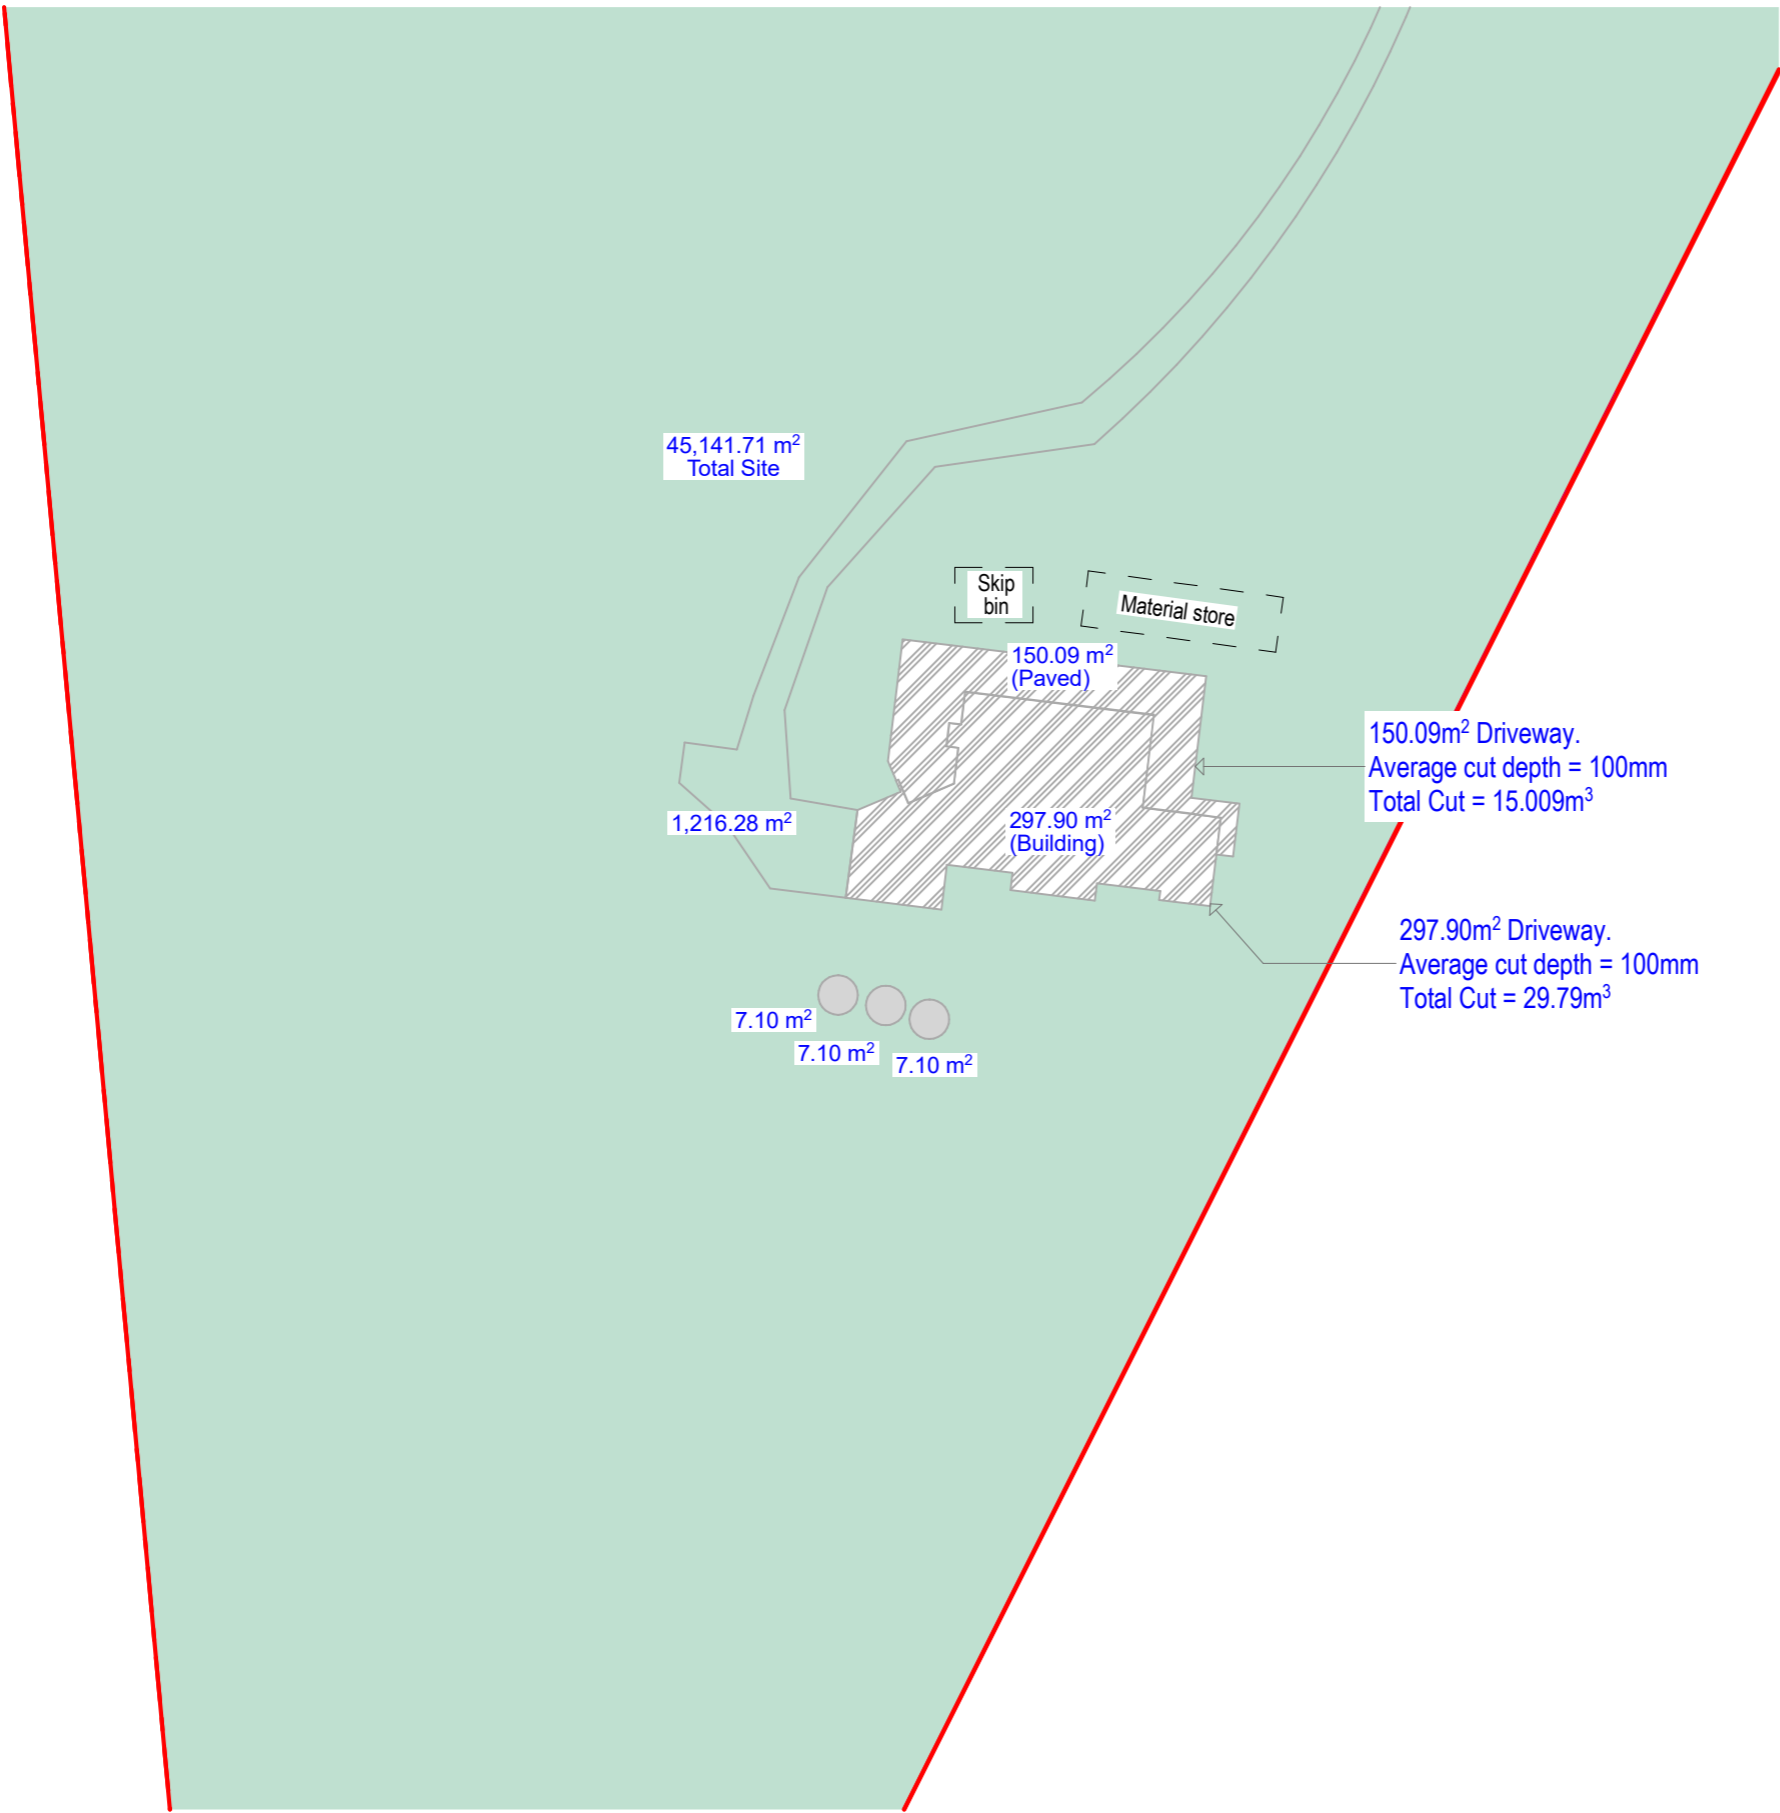 45,141.71 m²
Total Site
Skip
bin
Material store
150.09 m²
(Paved)
150.09m² Driveway.
Average cut depth = 100mm
Total Cut = 15.009m³
1,216.28 m²
297.90 m²
(Building)
297.90m² Driveway.
Average cut depth = 100mm
Total Cut = 29.79m³
7.10 m²
7.10 m²
7.10 m²